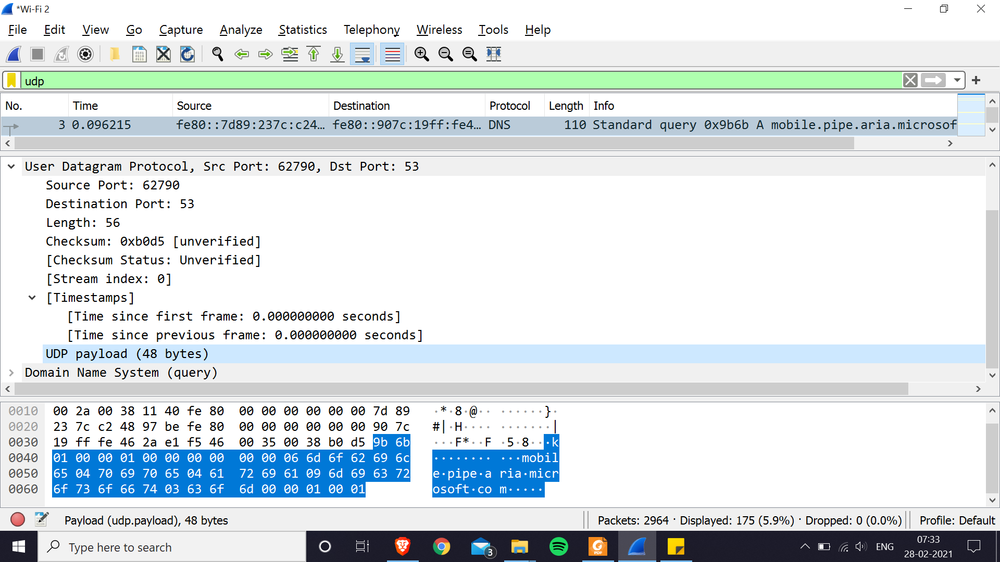 *Wi-Fi 2
File Edit View Go Capture Analyze Statistics Telephony Wireless Tools Help
udp
No. Time Source Destination Protocol Length Info
3 0.096215 fe80::7d89:237c:c24… fe80::907c:19ff:fe4… DNS 110 Standard query 0x9b6b A mobile.pipe.aria.microsof
User Datagram Protocol, Src Port: 62790, Dst Port: 53
Source Port: 62790
Destination Port: 53
Length: 56
Checksum: 0xb0d5 [unverified]
[Checksum Status: Unverified]
[Stream index: 0]
[Timestamps]
[Time since first frame: 0.000000000 seconds]
[Time since previous frame: 0.000000000 seconds]
UDP payload (48 bytes)
Domain Name System (query)
0010 00 2a 00 38 11 40 fe 80 00 00 00 00 00 00 7d 89 ·*·8·@·· ······}·
0020 23 7c c2 48 97 be fe 80 00 00 00 00 00 00 90 7c #|·H···· ·······|
0030 19 ff fe 46 2a e1 f5 46 00 35 00 38 b0 d5 9b 6b ···F*··F ·5·8···k
0040 01 00 00 01 00 00 00 00 00 00 06 6d 6f 62 69 6c ········ ···mobil
0050 65 04 70 69 70 65 04 61 72 69 61 09 6d 69 63 72 e·pipe·a ria·micr
0060 6f 73 6f 66 74 03 63 6f 6d 00 00 01 00 01 osoft·co m·····
Payload (udp.payload), 48 bytes
Packets: 2964 · Displayed: 175 (5.9%) · Dropped: 0 (0.0%)
Profile: Default
Type here to search
3
ENG
07:33
28-02-2021